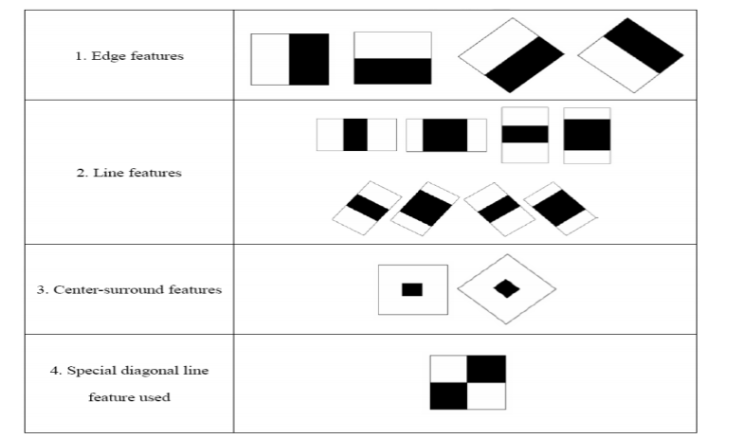 1. Edge features
2. Line features
3. Center-surround features
4. Special diagonal line
feature used